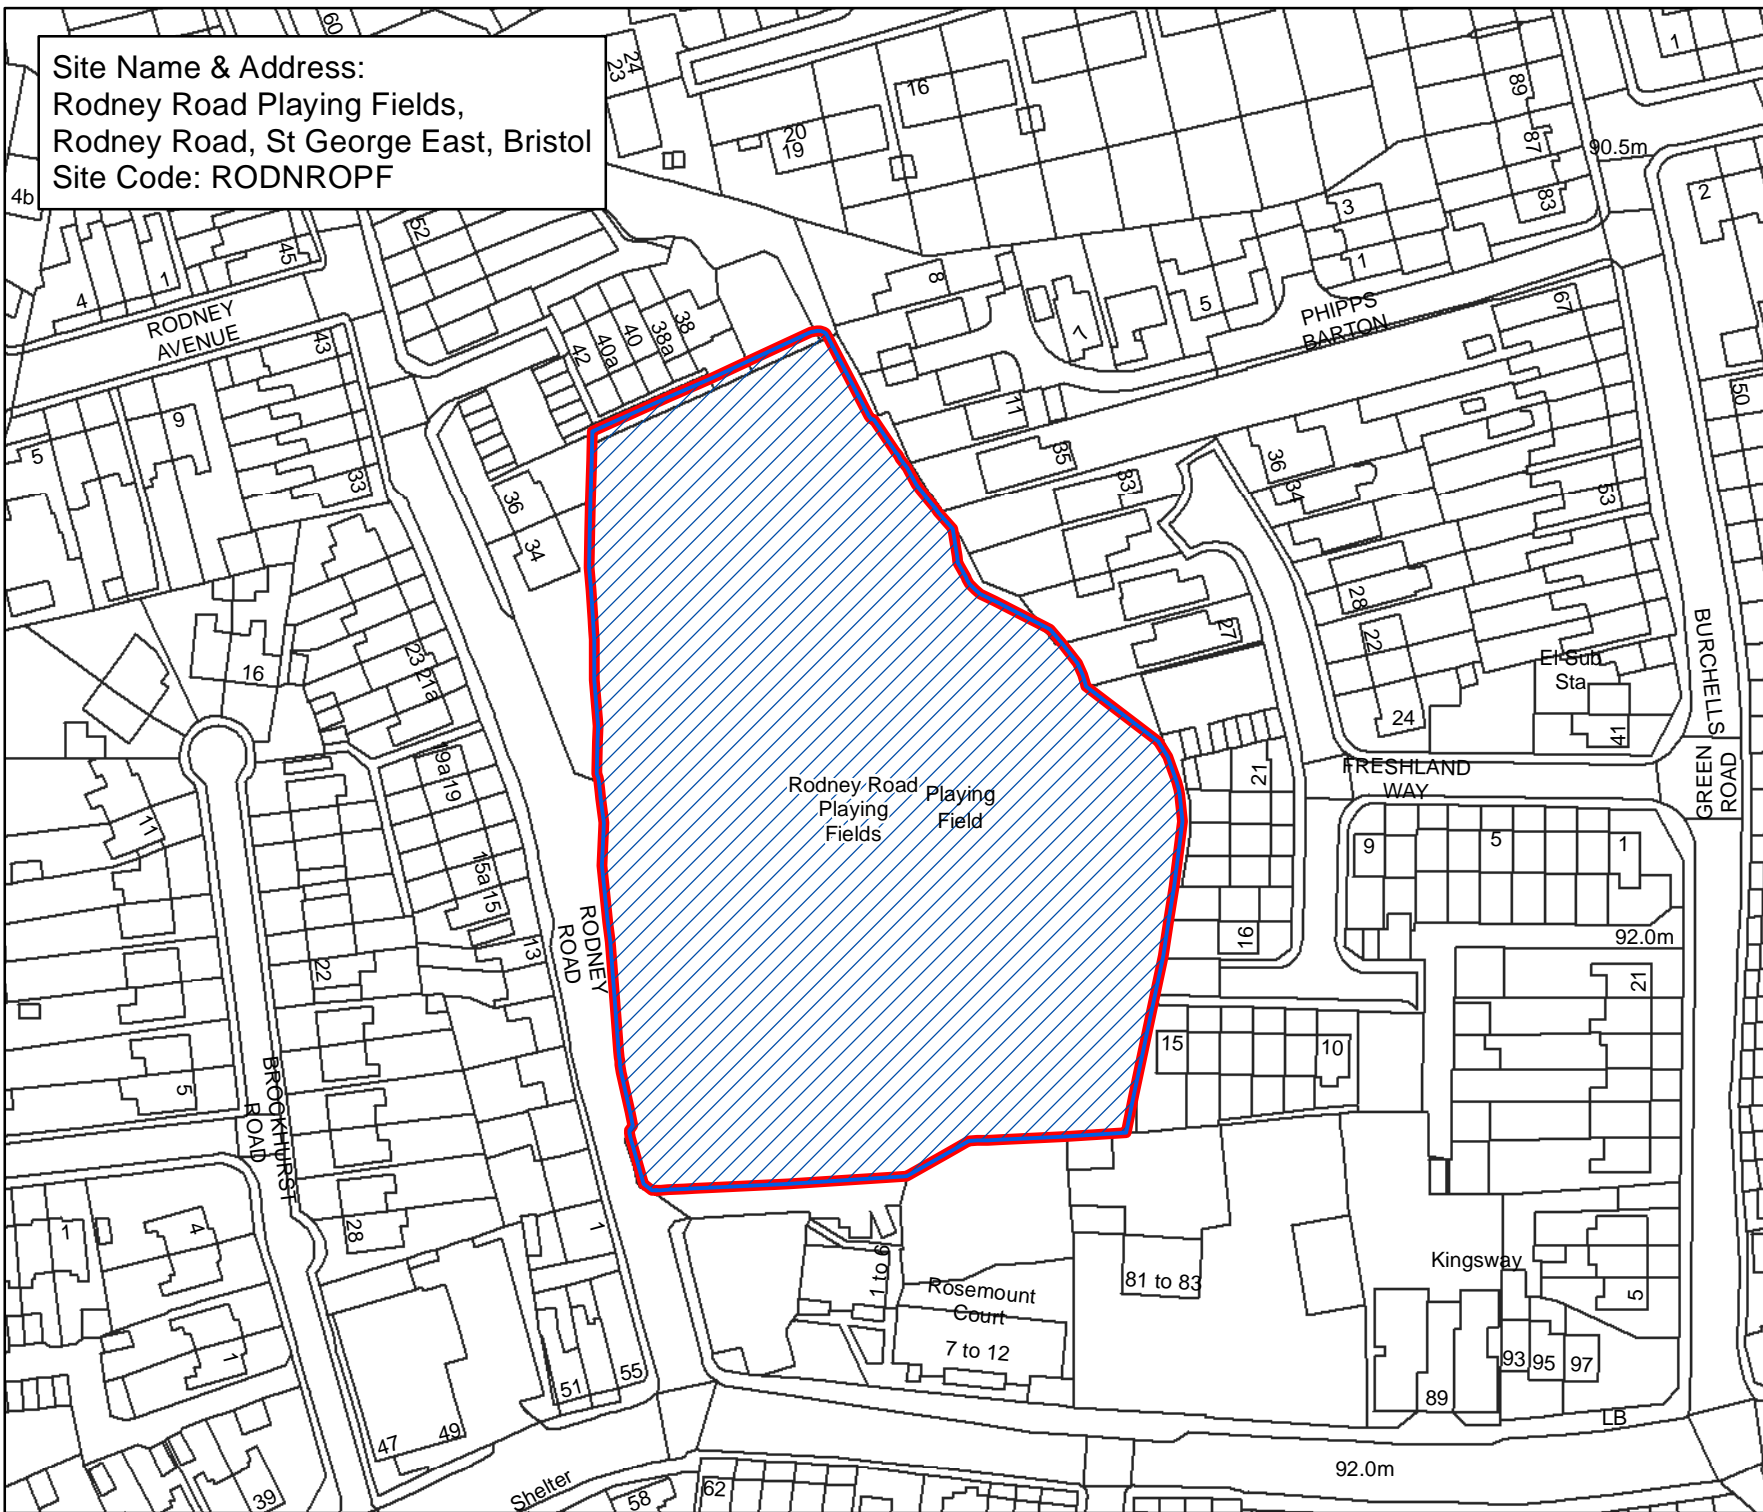 Site Name & Address:
Rodney Road Playing Fields,
Rodney Road, St George East, Bristol
Site Code: RODNROPF
60
24
23
16
20
19
1
89
87
90.5m
83
2
4b
52
45
1
4
RODNEY
AVENUE
43
42
40a
40
38a
38
8
3
1
5
7
PHIPPS
BARTON
67
50
11
9
5
33
36
34
35
33
36
34
53
28
22
27
24
El Sub
Sta
41
BURCHELLS
GREEN
ROAD
16
23
21a
19a
19
11
15a
15
13
22
RODNEY
ROAD
Rodney Road
Playing
Fields
Playing
Field
21
FRESHLAND
WAY
9
5
1
16
92.0m
21
15
10
5
BROOKHURST
ROAD
1
4
28
1
1
1 to 6
Rosemount
Court
7 to 12
81 to 83
Kingsway
5
93
95
97
89
LB
51
55
47
49
39
Shelter
58
62
92.0m